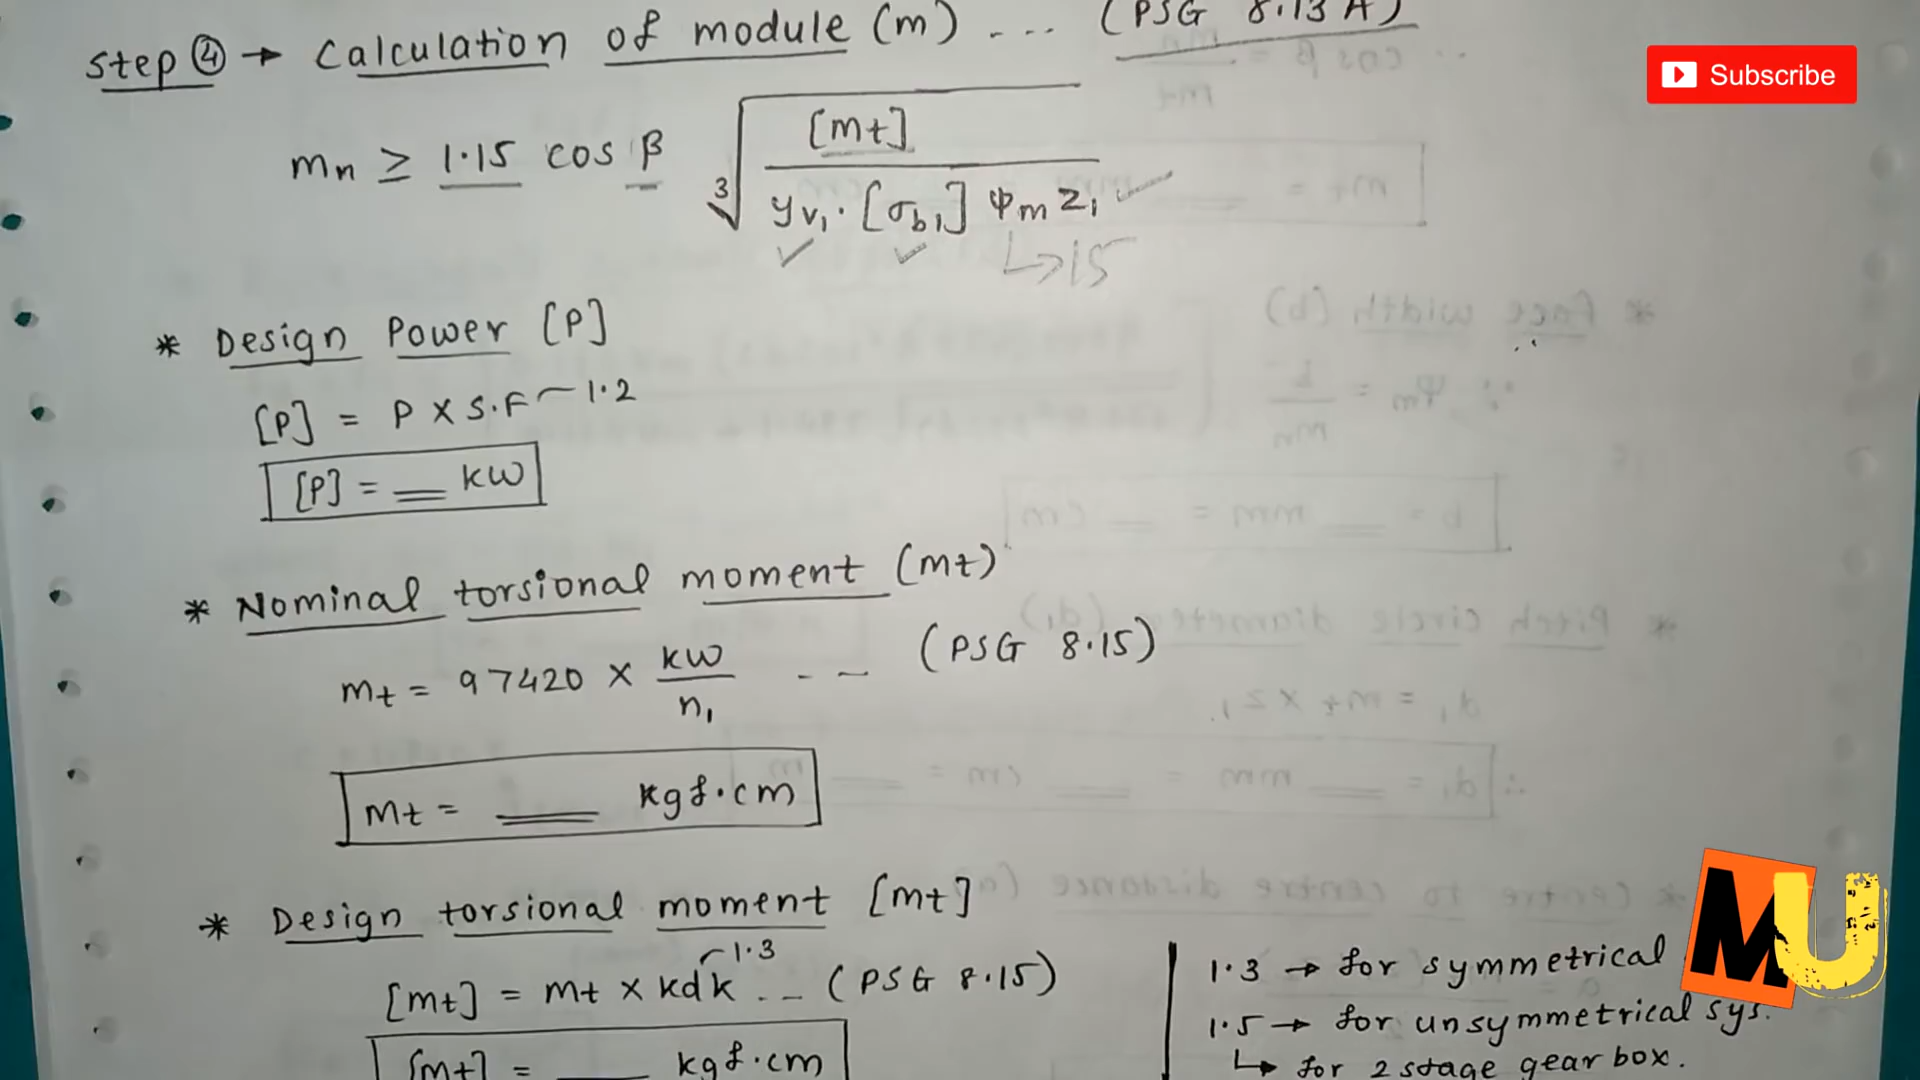 Step ④ → Calculation of module (m) --- (PSG 8.13 A)
Subscribe
mn ≥ 1.15 cos β ∛([mt] / yv₁ · [σb₁] ψm z₁)
↳ 15
* Design Power [P]
[P] = P x S.F 1.2
[P] = __ kw
* Nominal torsional moment (mt)
mt = 97420 × kw / n₁ --- (PSG 8.15)
mt = ___ kgf.cm
* Design torsional moment [mt]
1.3
[mt] = mt x kdk -- (PSG 8.15)
[mt] = ___ kgf.cm
1.3 → for symmetrical
1.5 → for unsymmetrical sys.
↳ for 2 stage gear box.
MU